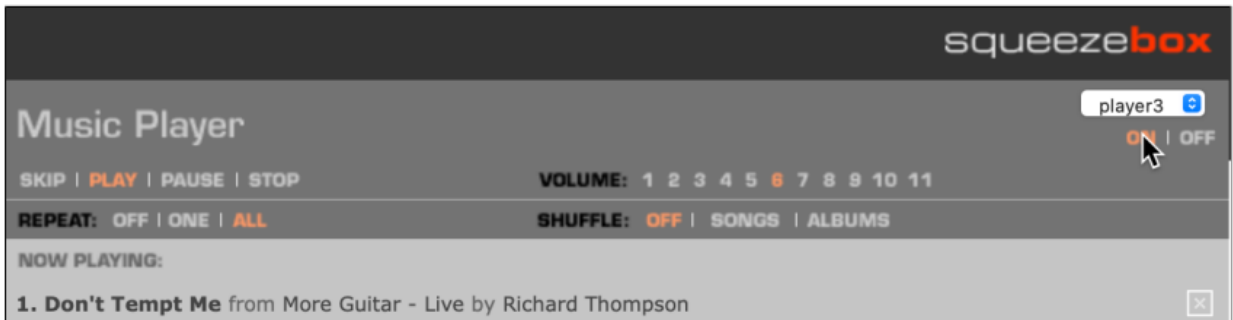 squeezebox
player3
Music Player
ON | OFF
SKIP | PLAY | PAUSE | STOP VOLUME: 1 2 3 4 5 6 7 8 9 10 11
REPEAT: OFF | ONE | ALL SHUFFLE: OFF | SONGS | ALBUMS
NOW PLAYING:
1. Don't Tempt Me from More Guitar - Live by Richard Thompson